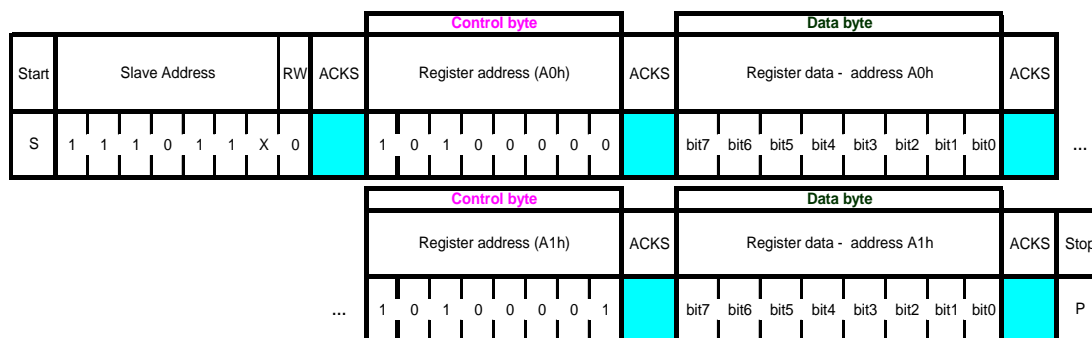 Control byte Data byte
Start Slave Address RW ACKS Register address (A0h) ACKS Register data - address A0h ACKS
S 1 1 1 0 1 1 X 0 1 0 1 0 0 0 0 0 bit7 bit6 bit5 bit4 bit3 bit2 bit1 bit0 ...
Control byte Data byte
Register address (A1h) ACKS Register data - address A1h ACKS Stop
... 1 0 1 0 0 0 0 1 bit7 bit6 bit5 bit4 bit3 bit2 bit1 bit0 P